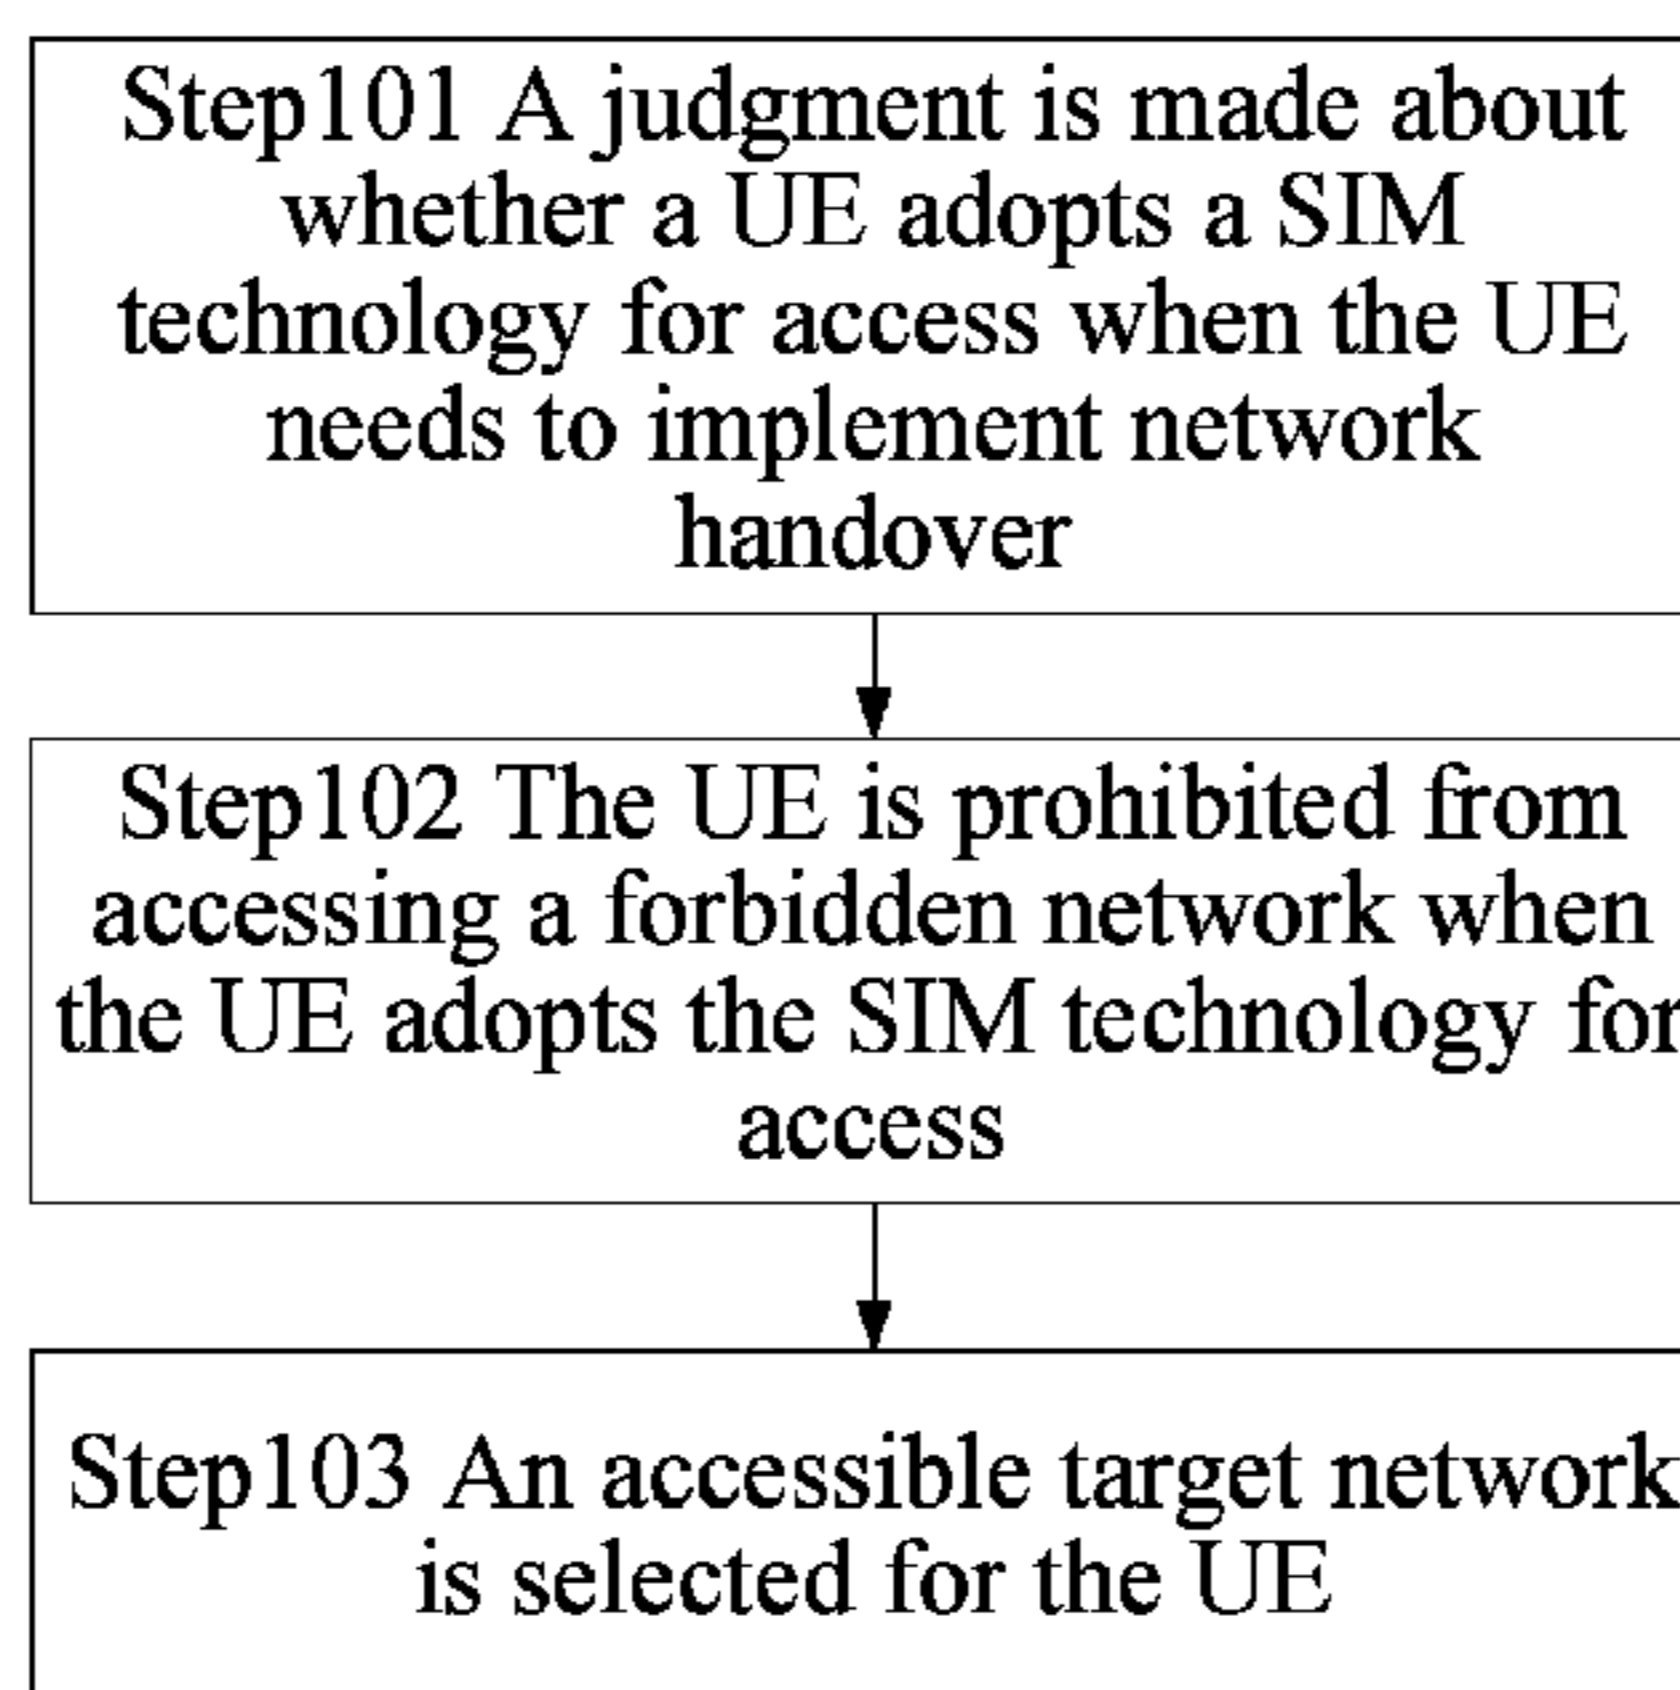 Step101 A judgment is made about
whether a UE adopts a SIM
technology for access when the UE
needs to implement network
handover
Step102 The UE is prohibited from
accessing a forbidden network when
the UE adopts the SIM technology for
access
Step103 An accessible target network
is selected for the UE